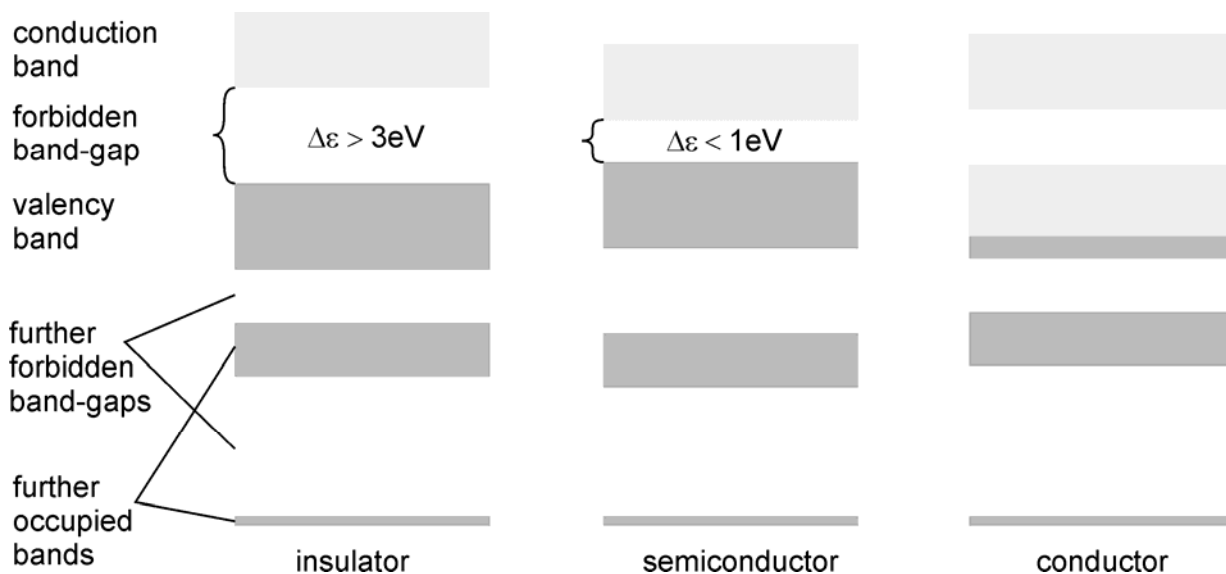 conduction
band
forbidden
band-gap
Δε > 3eV
Δε < 1eV
valency
band
further
forbidden
band-gaps
further
occupied
bands
insulator
semiconductor
conductor